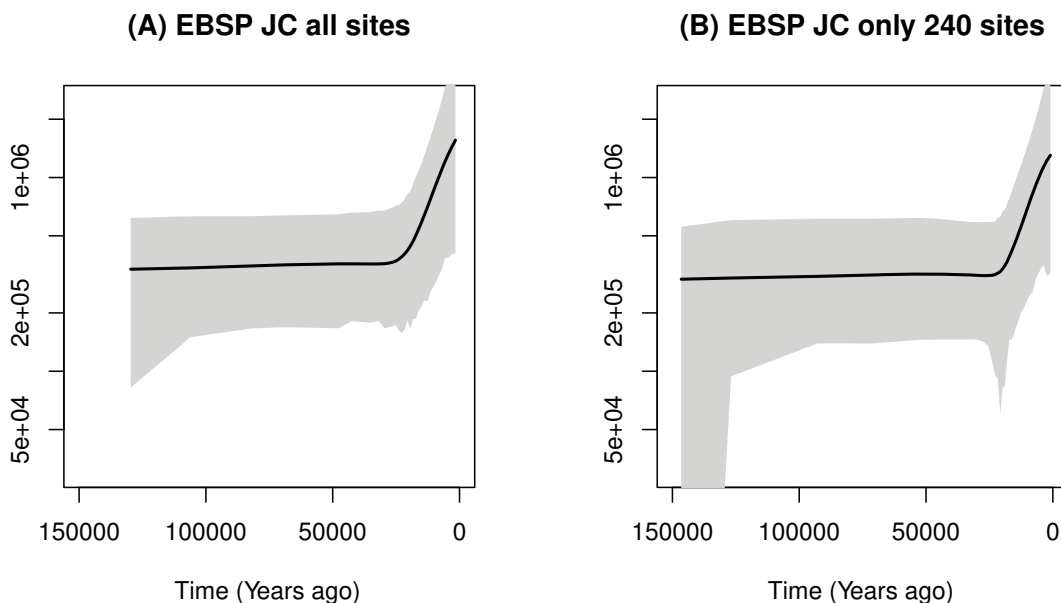 (A) EBSP JC all sites
1e+06
2e+05
5e+04
150000 100000 50000 0
Time (Years ago)
(B) EBSP JC only 240 sites
1e+06
2e+05
5e+04
150000 100000 50000 0
Time (Years ago)